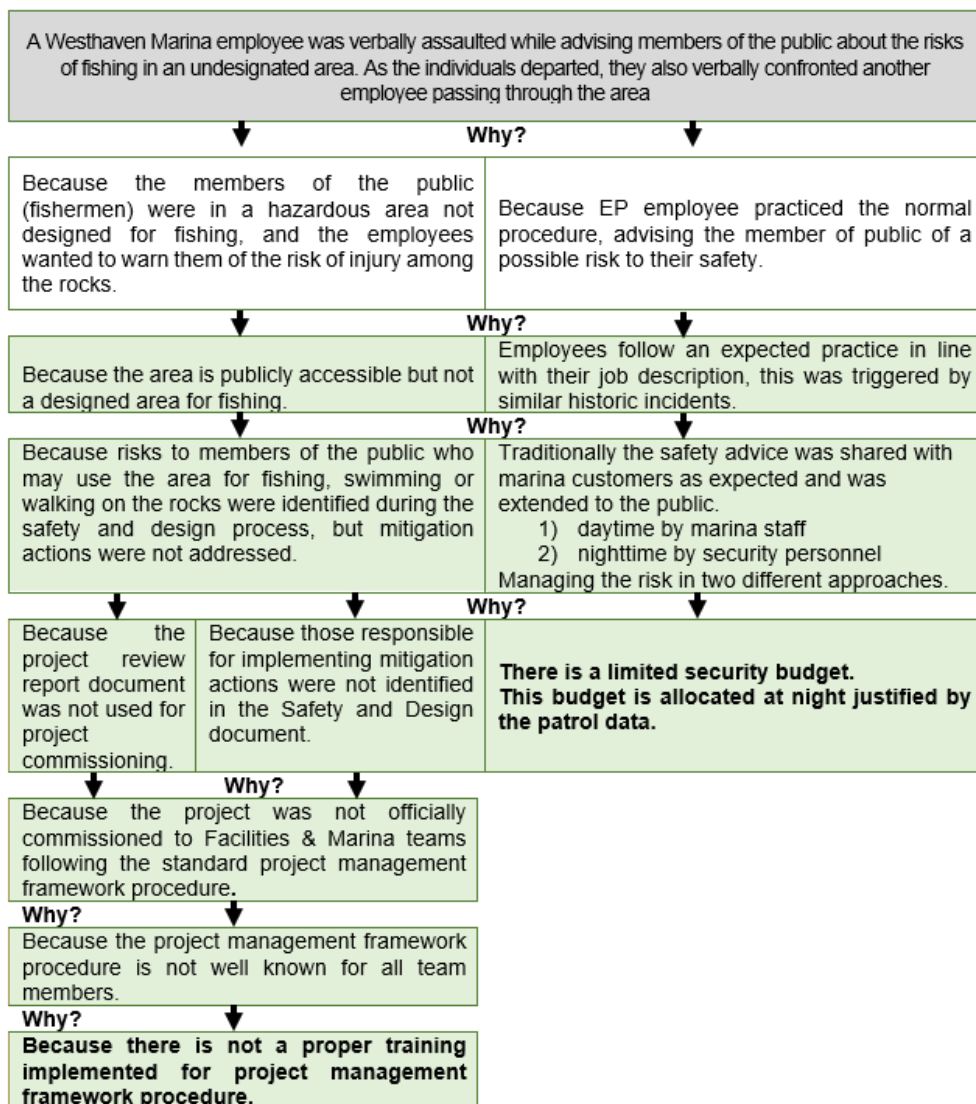 A Westhaven Marina employee was verbally assaulted while advising members of the public about the risks
of fishing in an undesignated area. As the individuals departed, they also verbally confronted another
employee passing through the area
Why?
Because the members of the public
(fishermen) were in a hazardous area not
designed for fishing, and the employees
wanted to warn them of the risk of injury among
the rocks.
Because EP employee practiced the normal
procedure, advising the member of public of a
possible risk to their safety.
Why?
Because the area is publicly accessible but not
a designed area for fishing.
Employees follow an expected practice in line
with their job description, this was triggered by
similar historic incidents.
Why?
Because risks to members of the public who
may use the area for fishing, swimming or
walking on the rocks were identified during the
safety and design process, but mitigation
actions were not addressed.
Traditionally the safety advice was shared with
marina customers as expected and was
extended to the public.
1) daytime by marina staff
2) nighttime by security personnel
Managing the risk in two different approaches.
Why?
Because the
project review
report document
was not used for
project
commissioning.
Because those responsible
for implementing mitigation
actions were not identified
in the Safety and Design
document.
There is a limited security budget.
This budget is allocated at night justified by
the patrol data.
Why?
Because the project was not officially
commissioned to Facilities & Marina teams
following the standard project management
framework procedure.
Why?
Because the project management framework
procedure is not well known for all team
members.
Why?
Because there is not a proper training
implemented for project management
framework procedure.